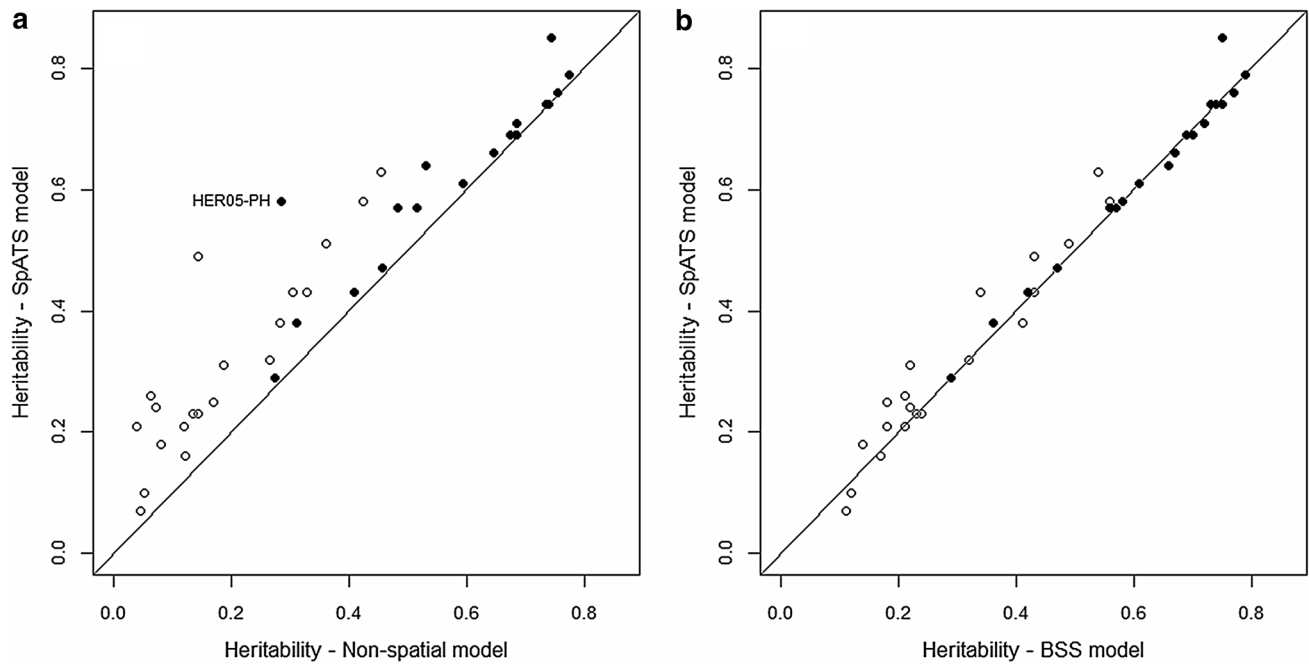 a
Heritability - SpATS model
0.8
0.6
0.4
0.2
0.0
HER05-PH
0.0 0.2 0.4 0.6 0.8
Heritability - Non-spatial model
b
Heritability - SpATS model
0.8
0.6
0.4
0.2
0.0
0.0 0.2 0.4 0.6 0.8
Heritability - BSS model